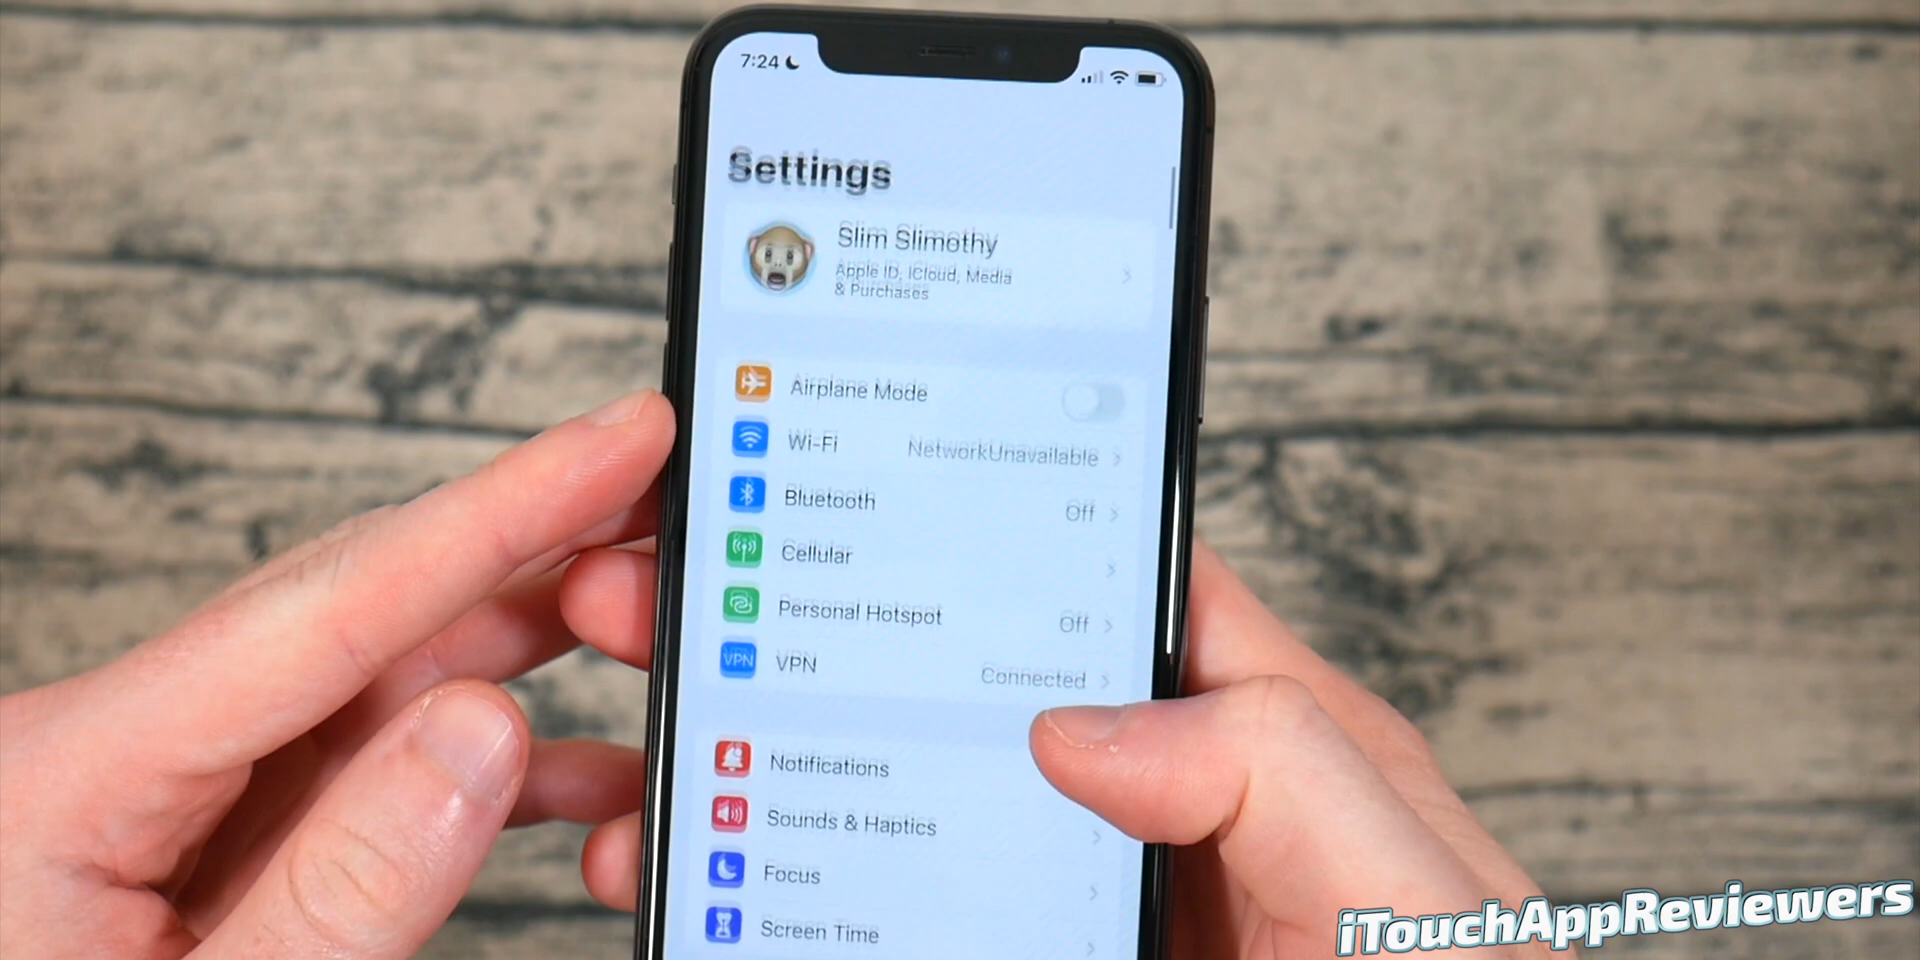 7:24
Settings
Slim Slimothy
Apple ID, iCloud, Media
& Purchases
Airplane Mode
Wi-Fi NetworkUnavailable
Bluetooth Off
Cellular
Personal Hotspot Off
VPN VPN Connected
Notifications
Sounds & Haptics
Focus
Screen Time
iTouchAppReviewers